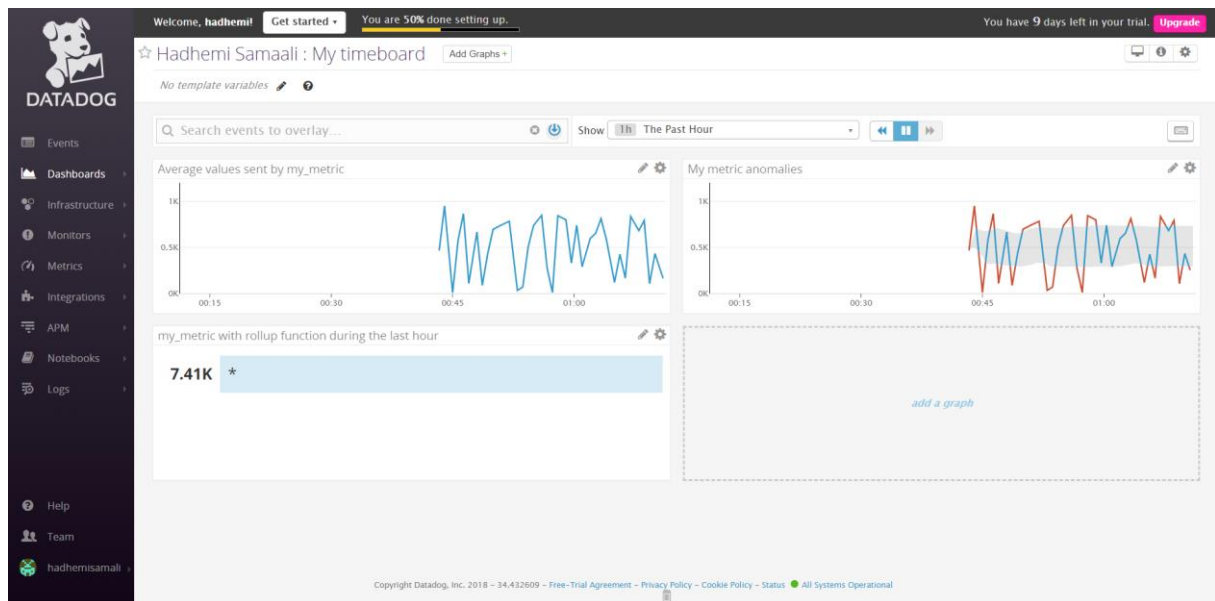 Welcome, hadhemi! Get started You are 50% done setting up. You have 9 days left in your trial. Upgrade
DATADOG
Hadhemi Samaali : My timeboard Add Graphs +
No template variables
Search events to overlay... Show 1h The Past Hour
Events
Dashboards
Infrastructure
Monitors
Metrics
Integrations
APM
Notebooks
Logs
Help
Team
hadhemisamali
Average values sent by my_metric
1K
0.5K
0K
00:15 00:30 00:45 01:00
My metric anomalies
1K
0.5K
0K
00:15 00:30 00:45 01:00
my_metric with rollup function during the last hour
7.41K *
add a graph
Copyright Datadog, Inc. 2018 - 34.432609 - Free-Trial Agreement - Privacy Policy - Cookie Policy - Status All Systems Operational